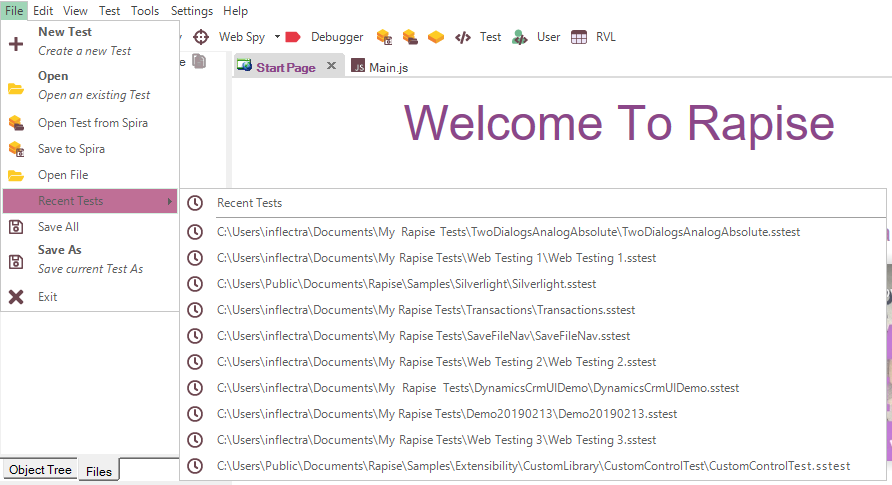 File Edit View Test Tools Settings Help
New Test
Create a new Test
Web Spy Debugger Test User RVL
Open
Open an existing Test
Start Page Main.js
Welcome To Rapise
Open Test from Spira
Save to Spira
Open File
Recent Tests
Save All
Save As
Save current Test As
Exit
Recent Tests
C:\Users\inflectra\Documents\My Rapise Tests\TwoDialogsAnalogAbsolute\TwoDialogsAnalogAbsolute.sstest
C:\Users\inflectra\Documents\My Rapise Tests\Web Testing 1\Web Testing 1.sstest
C:\Users\Public\Documents\Rapise\Samples\Silverlight\Silverlight.sstest
C:\Users\inflectra\Documents\My Rapise Tests\Transactions\Transactions.sstest
C:\Users\inflectra\Documents\My Rapise Tests\SaveFileNav\SaveFileNav.sstest
C:\Users\inflectra\Documents\My Rapise Tests\Web Testing 2\Web Testing 2.sstest
C:\Users\inflectra\Documents\My Rapise Tests\DynamicsCrmUIDemo\DynamicsCrmUIDemo.sstest
C:\Users\inflectra\Documents\My Rapise Tests\Demo20190213\Demo20190213.sstest
C:\Users\inflectra\Documents\My Rapise Tests\Web Testing 3\Web Testing 3.sstest
C:\Users\Public\Documents\Rapise\Samples\Extensibility\CustomLibrary\CustomControlTest\CustomControlTest.sstest
Object Tree Files